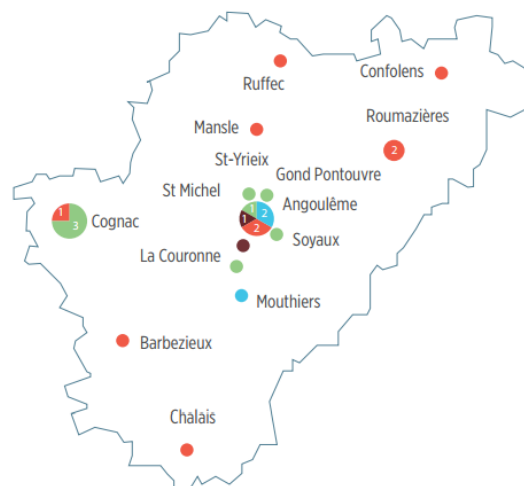 Confolens
Ruffec
Roumazières
Mansle
2
St-Yrieix
Gond Pontouvre
St Michel
Angoulême
1
2
1
2
1
3
Cognac
Soyaux
La Couronne
Mouthiers
Barbezieux
Chalais